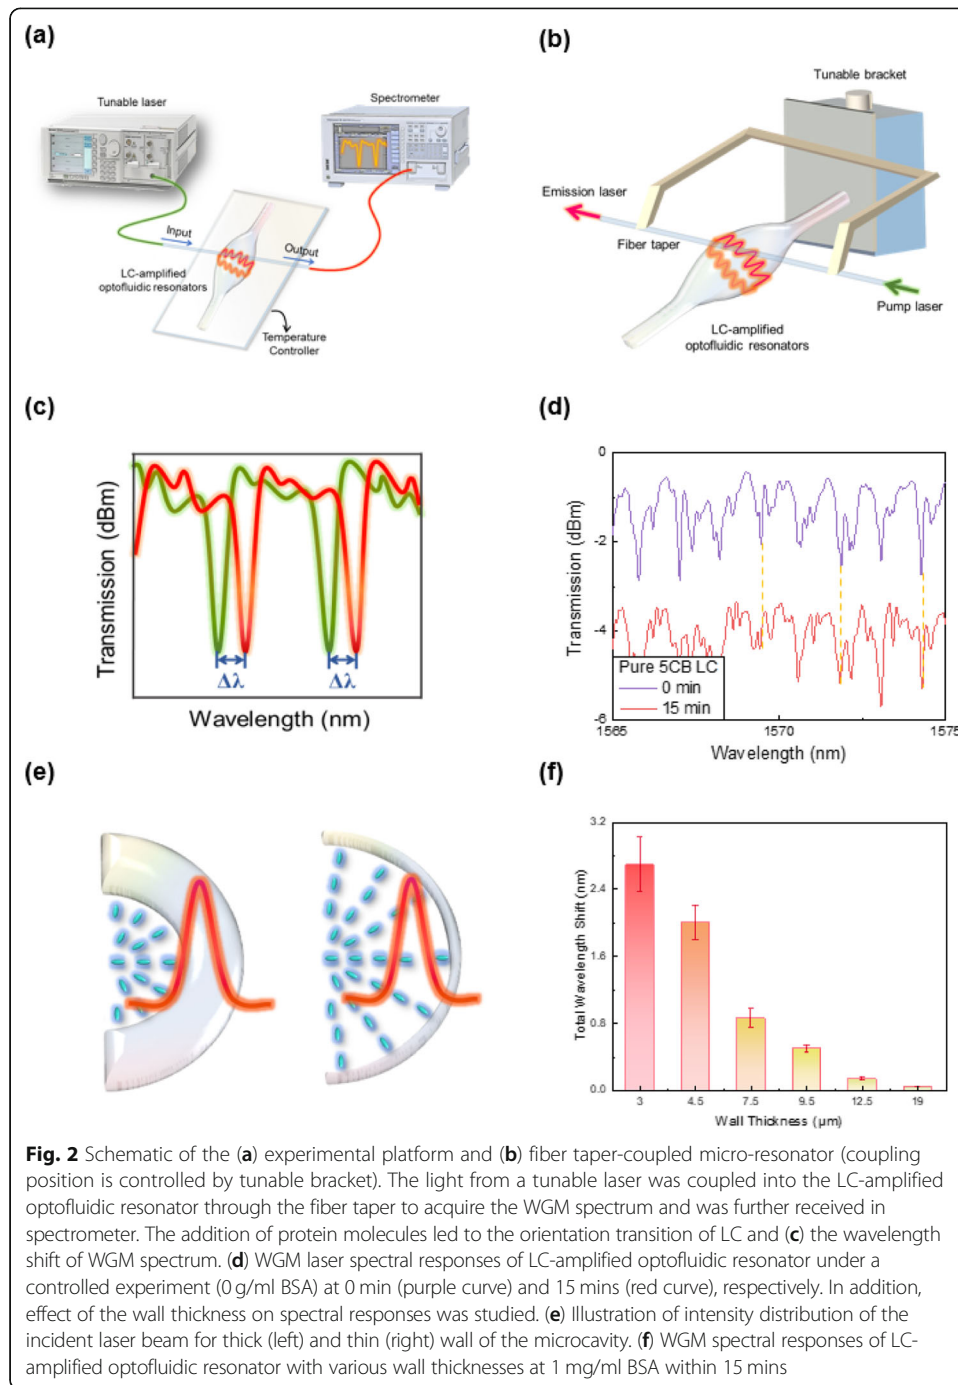 (a)
(b)
Tunable laser
Spectrometer
Input
Output
LC-amplified
optofluidic resonators
Temperature
Controller
Tunable bracket
Emission laser
Fiber taper
Pump laser
LC-amplified
optofluidic resonators
(c)
Transmission (dBm)
Δλ
Δλ
Wavelength (nm)
(d)
Transmission (dBm)
0
-2
-4
-6
Pure 5CB LC
0 min
15 min
1565
1570
1575
Wavelength (nm)
(e)
(f)
Total Wavelength Shift (nm)
3.2
2.4
1.6
0.8
0.0
3
4.5
7.5
9.5
12.5
19
Wall Thickness (μm)
Fig. 2 Schematic of the (a) experimental platform and (b) fiber taper-coupled micro-resonator (coupling
position is controlled by tunable bracket). The light from a tunable laser was coupled into the LC-amplified
optofluidic resonator through the fiber taper to acquire the WGM spectrum and was further received in
spectrometer. The addition of protein molecules led to the orientation transition of LC and (c) the wavelength
shift of WGM spectrum. (d) WGM laser spectral responses of LC-amplified optofluidic resonator under a
controlled experiment (0 g/ml BSA) at 0 min (purple curve) and 15 mins (red curve), respectively. In addition,
effect of the wall thickness on spectral responses was studied. (e) Illustration of intensity distribution of the
incident laser beam for thick (left) and thin (right) wall of the microcavity. (f) WGM spectral responses of LC-
amplified optofluidic resonator with various wall thicknesses at 1 mg/ml BSA within 15 mins